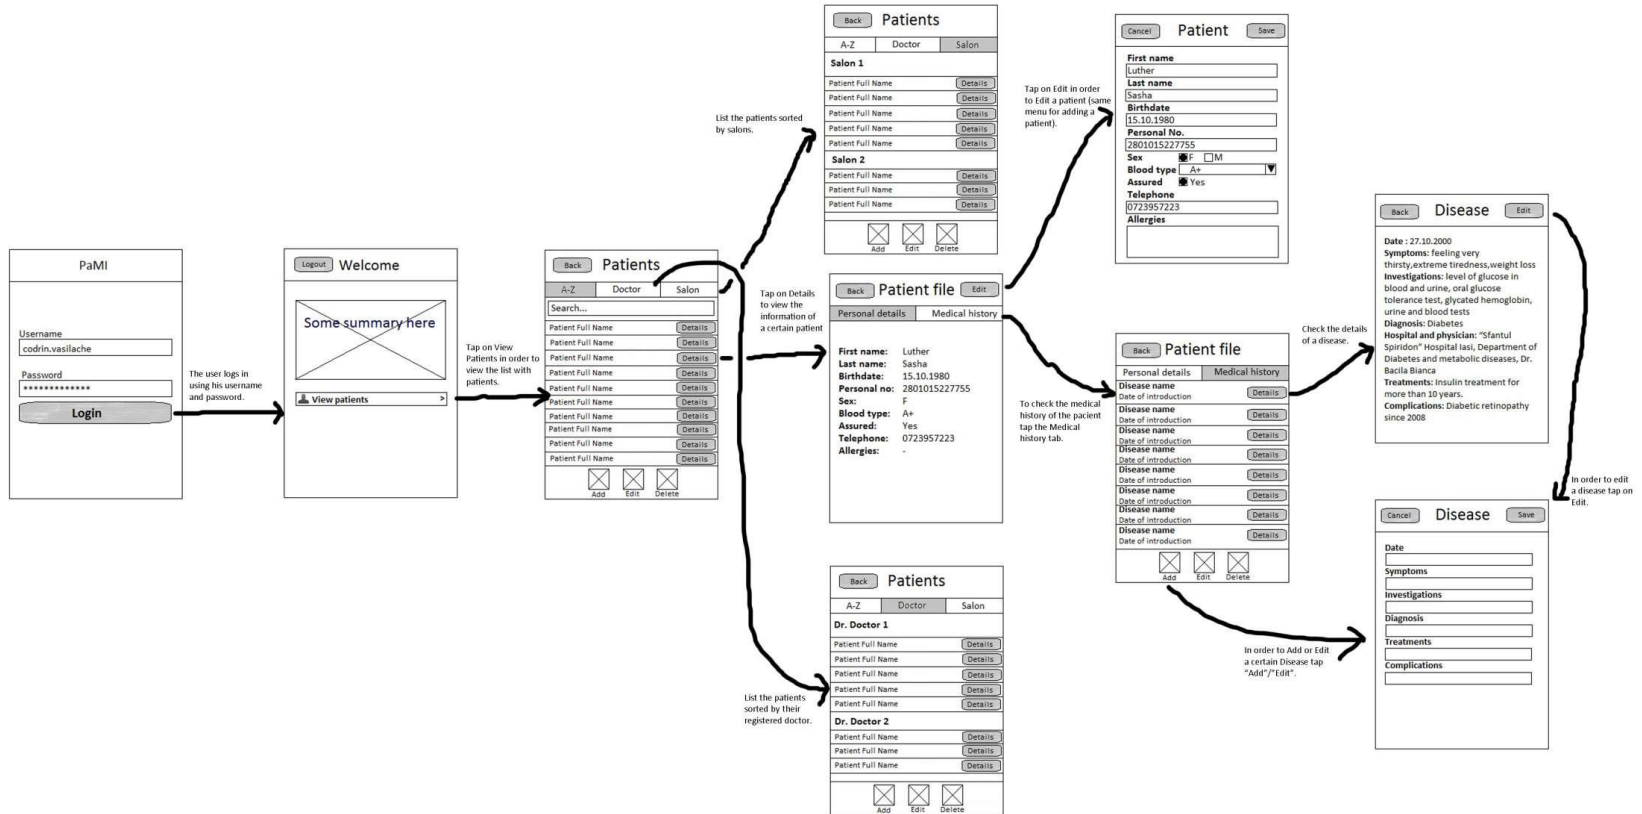 PaMI
Username
codrin.vasilache
Password
*************
Login
The user logs in
using his username
and password.
Logout Welcome
Some summary here
View patients >
Tap on View
Patients in order to
view the list with
patients.
Back Patients
A-Z Doctor Salon
Search...
Patient Full Name Details
Patient Full Name Details
Patient Full Name Details
Patient Full Name Details
Patient Full Name Details
Patient Full Name Details
Patient Full Name Details
Patient Full Name Details
Patient Full Name Details
Patient Full Name Details
Add Edit Delete
List the patients sorted
by salons.
Back Patients
A-Z Doctor Salon
Salon 1
Patient Full Name Details
Patient Full Name Details
Patient Full Name Details
Patient Full Name Details
Patient Full Name Details
Salon 2
Patient Full Name Details
Patient Full Name Details
Patient Full Name Details
Add Edit Delete
Tap on Details
to view the
information of
a certain patient
Back Patient file Edit
Personal details Medical history
First name: Luther
Last name: Sasha
Birthdate: 15.10.1980
Personal no: 2801015227755
Sex: F
Blood type: A+
Assured: Yes
Telephone: 0723957223
Allergies: -
List the patients
sorted by their
registered doctor.
Back Patients
A-Z Doctor Salon
Dr. Doctor 1
Patient Full Name Details
Patient Full Name Details
Patient Full Name Details
Patient Full Name Details
Patient Full Name Details
Dr. Doctor 2
Patient Full Name Details
Patient Full Name Details
Patient Full Name Details
Add Edit Delete
Tap on Edit in order
to Edit a patient (same
menu for adding a
patient).
Cancel Patient Save
First name
Luther
Last name
Sasha
Birthdate
15.10.1980
Personal No.
2801015227755
Sex F M
Blood type A+
Assured Yes
Telephone
0723957223
Allergies
To check the medical
history of the pacient
tap the Medical
history tab.
Back Patient file
Personal details Medical history
Disease name
Date of introduction Details
Disease name
Date of introduction Details
Disease name
Date of introduction Details
Disease name
Date of introduction Details
Disease name
Date of introduction Details
Disease name
Date of introduction Details
Disease name
Date of introduction Details
Disease name
Date of introduction Details
Add Edit Delete
Check the details
of a disease.
Back Disease Edit
Date : 27.10.2000
Symptoms: feeling very
thirsty,extreme tiredness,weight loss
Investigations: level of glucose in
blood and urine, oral glucose
tolerance test, glycated hemoglobin,
urine and blood tests
Diagnosis: Diabetes
Hospital and physician: “Sfantul
Spiridon” Hospital Iasi, Department of
Diabetes and metabolic diseases, Dr.
Bacila Bianca
Treatments: Insulin treatment for
more than 10 years.
Complications: Diabetic retinopathy
since 2008
In order to edit
a disease tap on
Edit.
In order to Add or Edit
a certain Disease tap
“Add”/”Edit”.
Cancel Disease Save
Date
Symptoms
Investigations
Diagnosis
Treatments
Complications